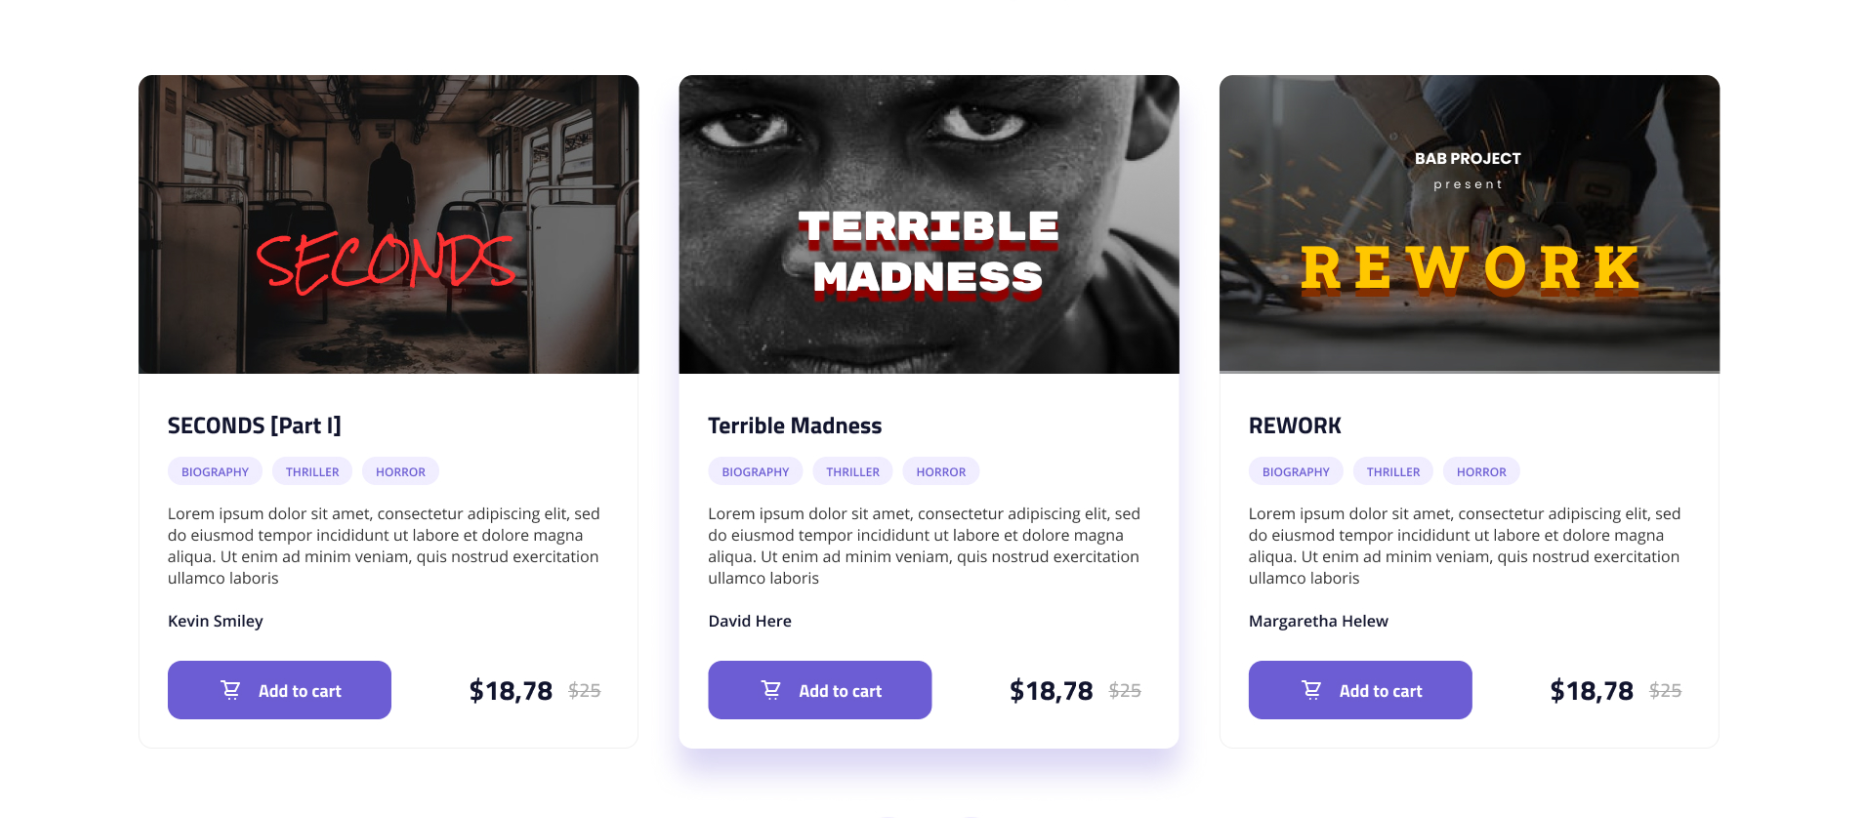 SECONDS
SECONDS [Part I]
BIOGRAPHY THRILLER HORROR
Lorem ipsum dolor sit amet, consectetur adipiscing elit, sed
do eiusmod tempor incididunt ut labore et dolore magna
aliqua. Ut enim ad minim veniam, quis nostrud exercitation
ullamco laboris
Kevin Smiley
Add to cart $18,78 $25
TERRIBLE
MADNESS
Terrible Madness
BIOGRAPHY THRILLER HORROR
Lorem ipsum dolor sit amet, consectetur adipiscing elit, sed
do eiusmod tempor incididunt ut labore et dolore magna
aliqua. Ut enim ad minim veniam, quis nostrud exercitation
ullamco laboris
David Here
Add to cart $18,78 $25
BAB PROJECT
present
REWORK
REWORK
BIOGRAPHY THRILLER HORROR
Lorem ipsum dolor sit amet, consectetur adipiscing elit, sed
do eiusmod tempor incididunt ut labore et dolore magna
aliqua. Ut enim ad minim veniam, quis nostrud exercitation
ullamco laboris
Margaretha Helew
Add to cart $18,78 $25